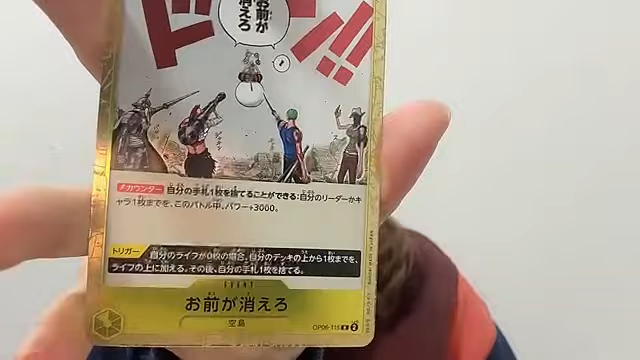 ドン!!
お前が
消えろ
カウンター 自分の手札1枚を捨てることができる:自分のリーダーかキ
ャラ1枚までを、このバトル中、パワー+3000。
トリガー 自分のライフが0枚の場合、自分のデッキの上から1枚までを、
ライフの上に加える。その後、自分の手札1枚を捨てる。
EVENT
お前が消えろ
空島
OP06-115 R 2